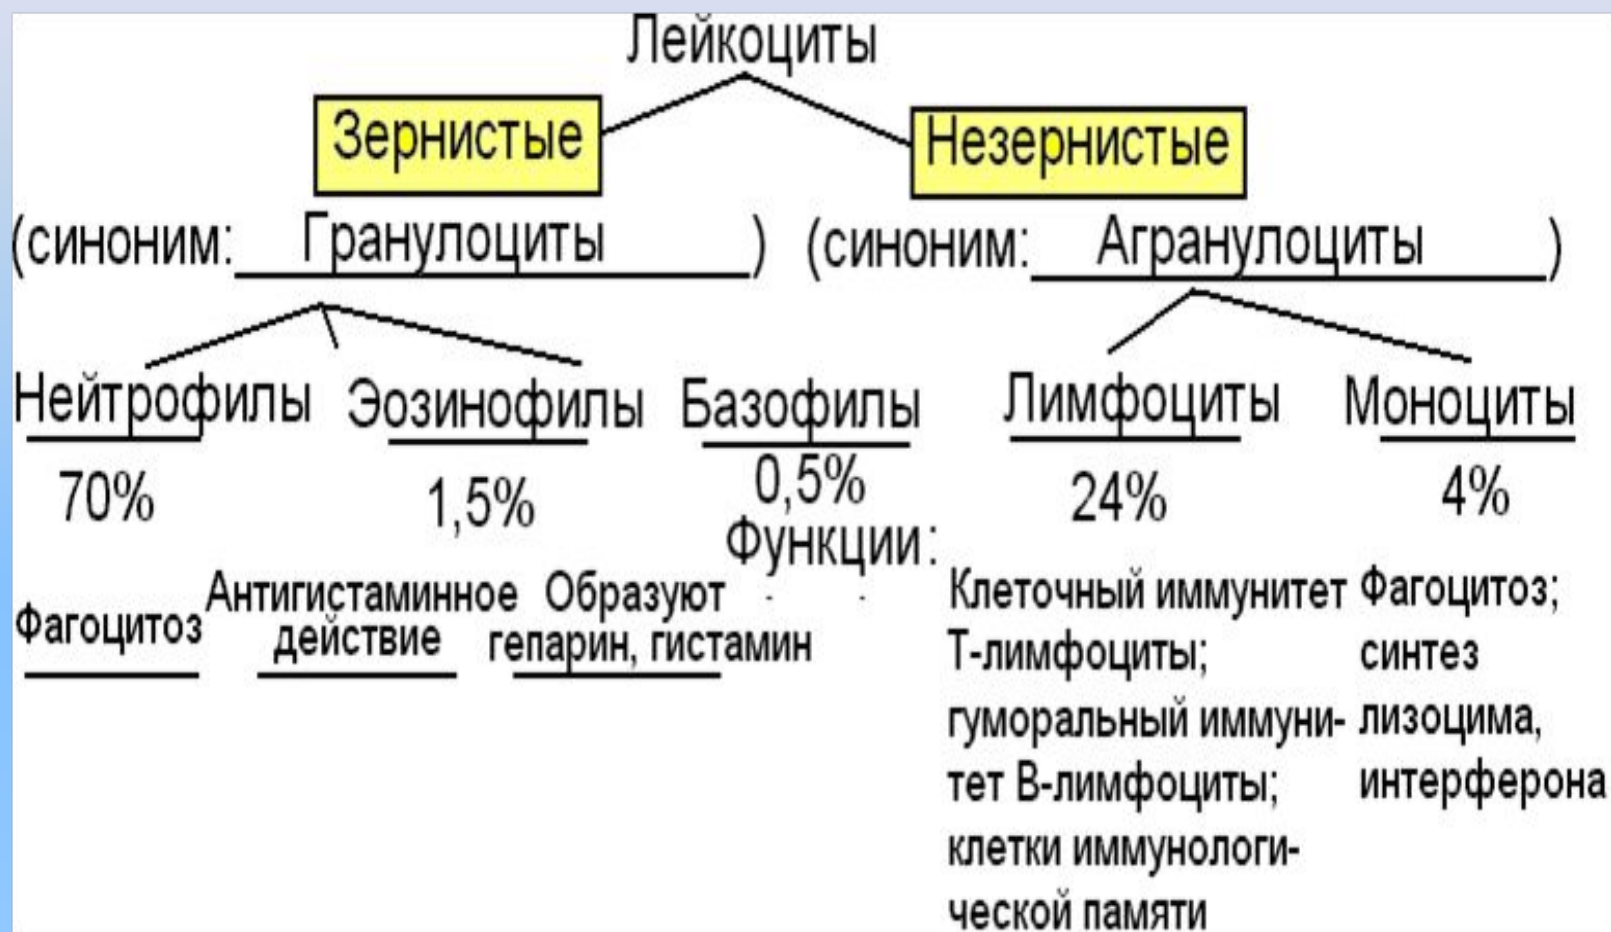 Лейкоциты
Зернистые
Незернистые
(синоним: Гранулоциты )
(синоним: Агранулоциты )
Нейтрофилы
Эозинофилы
Базофилы
Лимфоциты
Моноциты
70%
1,5%
0,5%
24%
4%
Функции:
Фагоцитоз
Антигистаминное
действие
Образуют
гепарин, гистамин
Клеточный иммунитет
Т-лимфоциты;
гуморальный иммуни-
тет В-лимфоциты;
клетки иммунологи-
ческой памяти
Фагоцитоз;
синтез
лизоцима,
интерферона